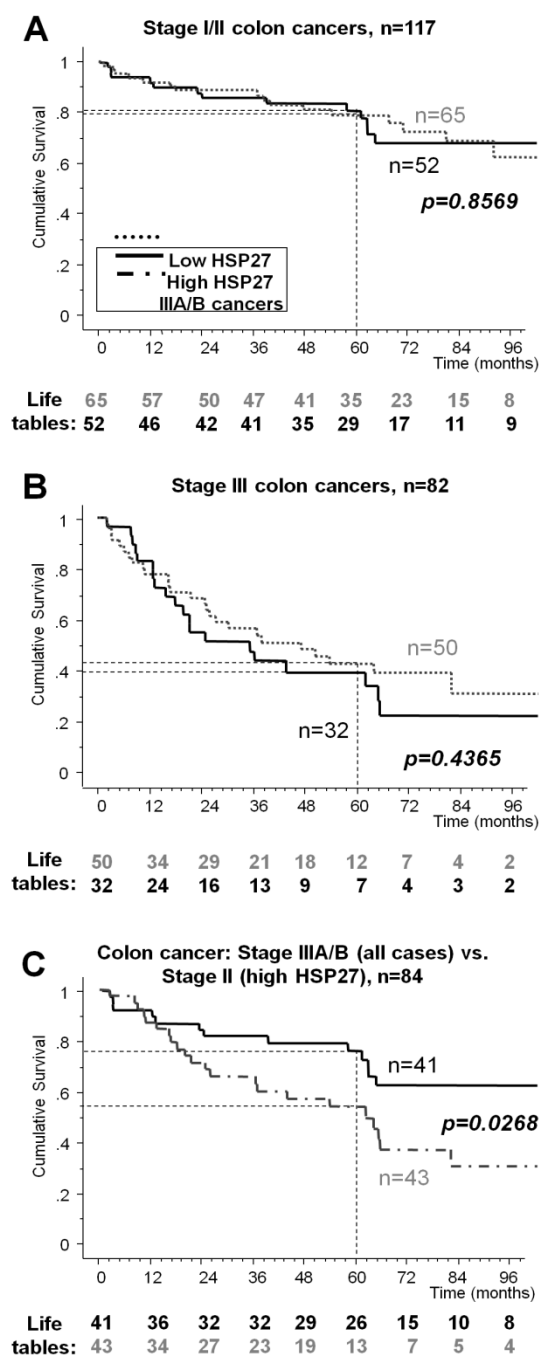 A
Stage I/II colon cancers, n=117
Cumulative Survival
1
.8
.6
.4
.2
0
n=65
n=52
p=0.8569
Low HSP27
High HSP27
IIIA/B cancers
0 12 24 36 48 60 72 84 96
Time (months)
Life 65 57 50 47 41 35 23 15 8
tables: 52 46 42 41 35 29 17 11 9
B
Stage III colon cancers, n=82
Cumulative Survival
1
.8
.6
.4
.2
0
n=50
n=32
p=0.4365
0 12 24 36 48 60 72 84 96
Time (months)
Life 50 34 29 21 18 12 7 4 2
tables: 32 24 16 13 9 7 4 3 2
C
Colon cancer: Stage IIIA/B (all cases) vs.
Stage II (high HSP27), n=84
Cumulative Survival
1
.8
.6
.4
.2
0
n=41
p=0.0268
n=43
0 12 24 36 48 60 72 84 96
Time (months)
Life 41 36 32 32 29 26 15 10 8
tables: 43 34 27 23 19 13 7 5 4